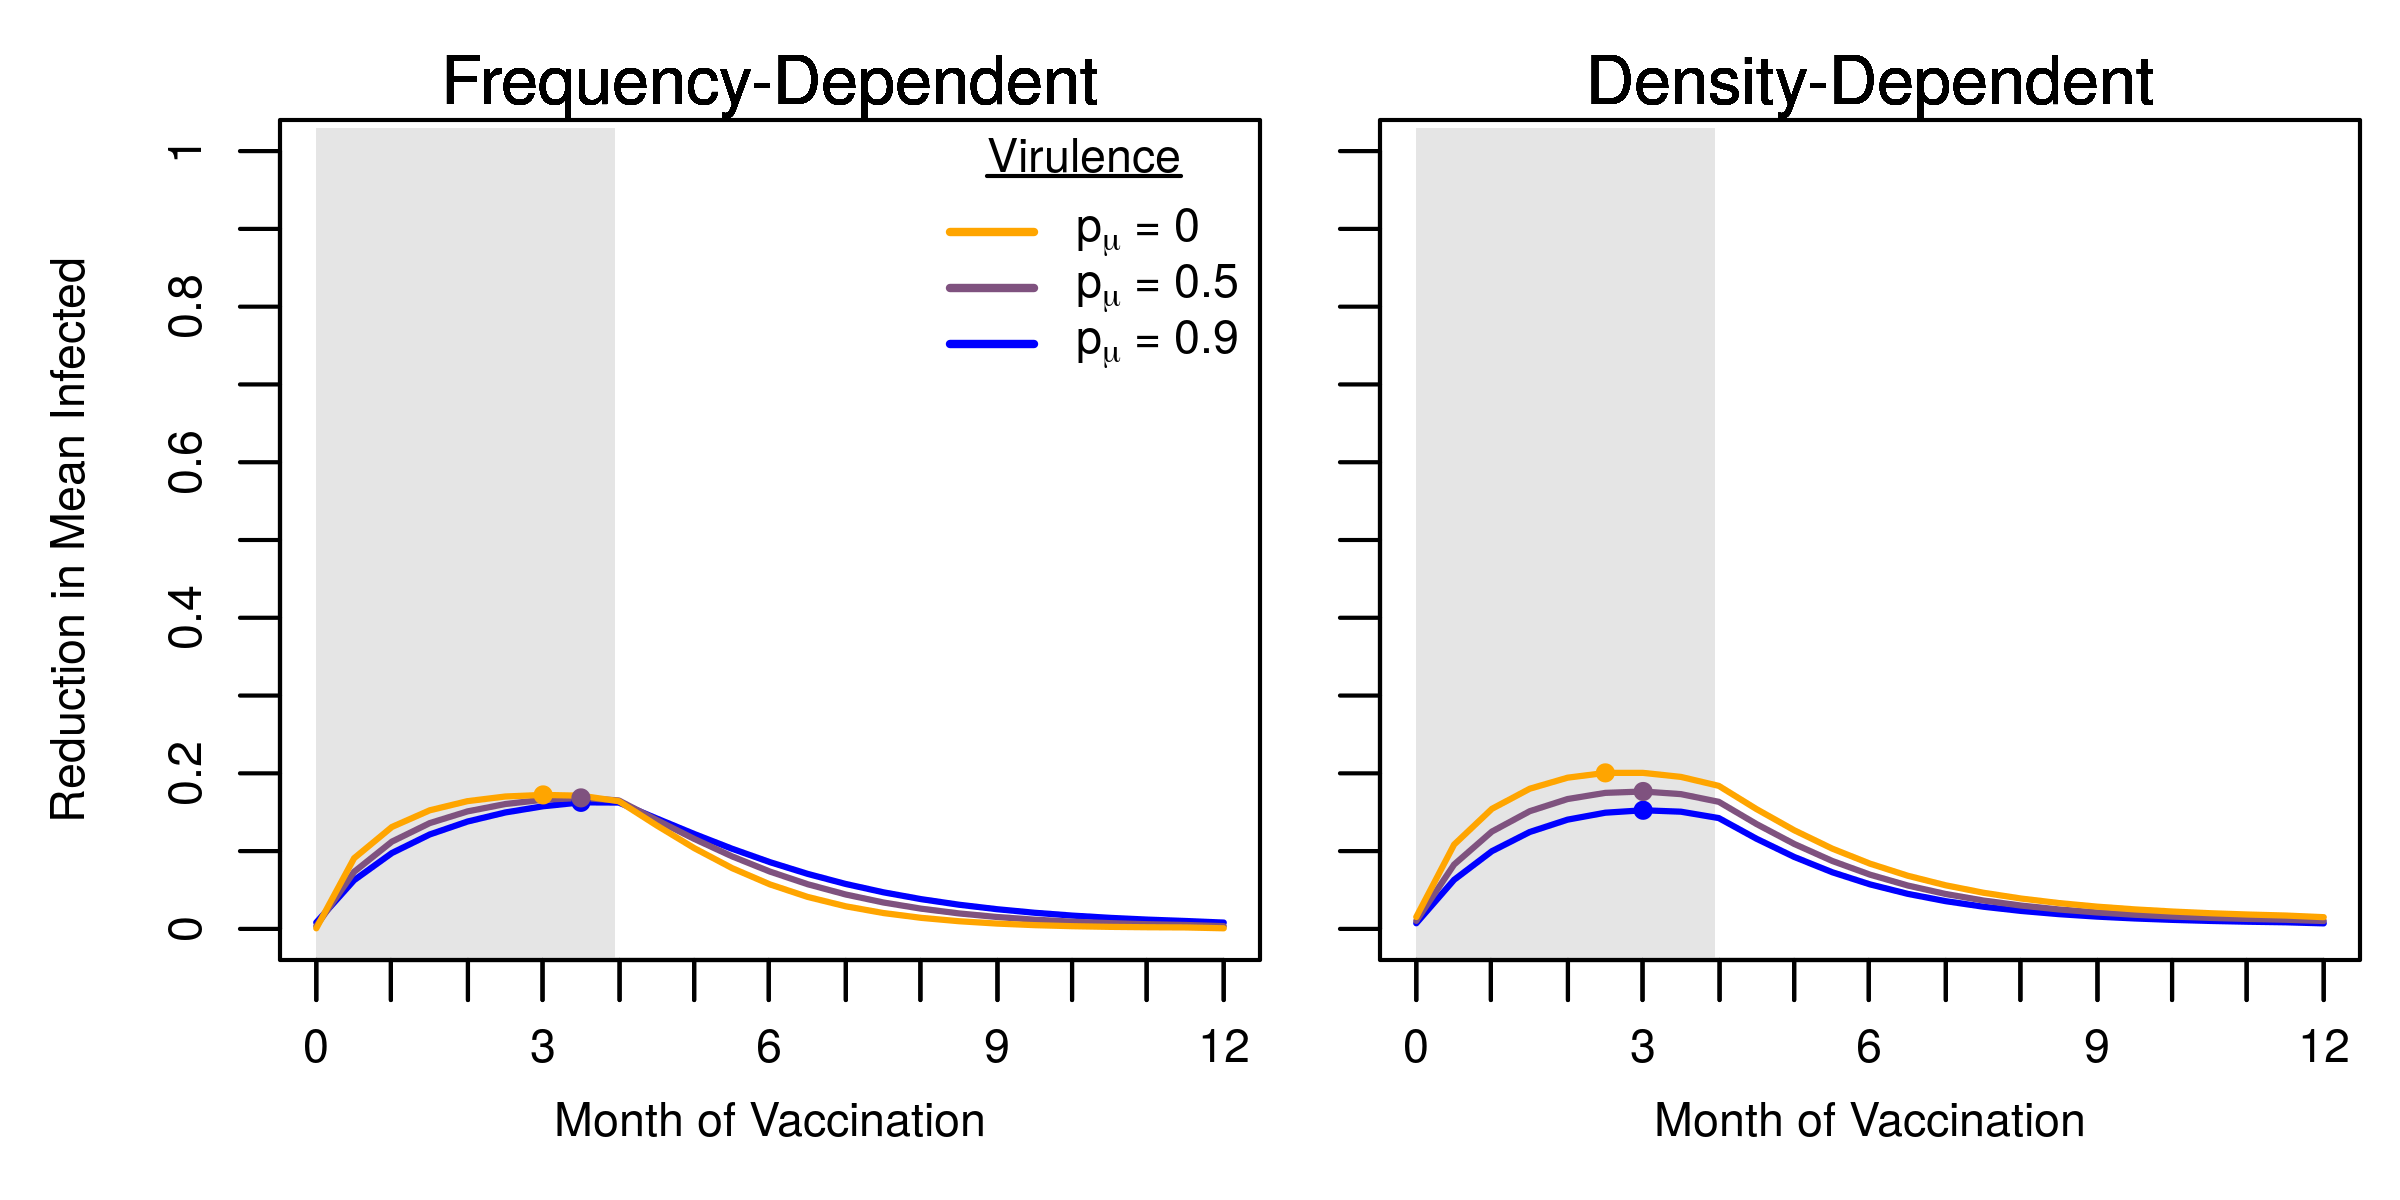 Frequency-Dependent
Density-Dependent
Reduction in Mean Infected
1
0.8
0.6
0.4
0.2
0
Virulence
pμ = 0
pμ = 0.5
pμ = 0.9
0 3 6 9 12
0 3 6 9 12
Month of Vaccination
Month of Vaccination